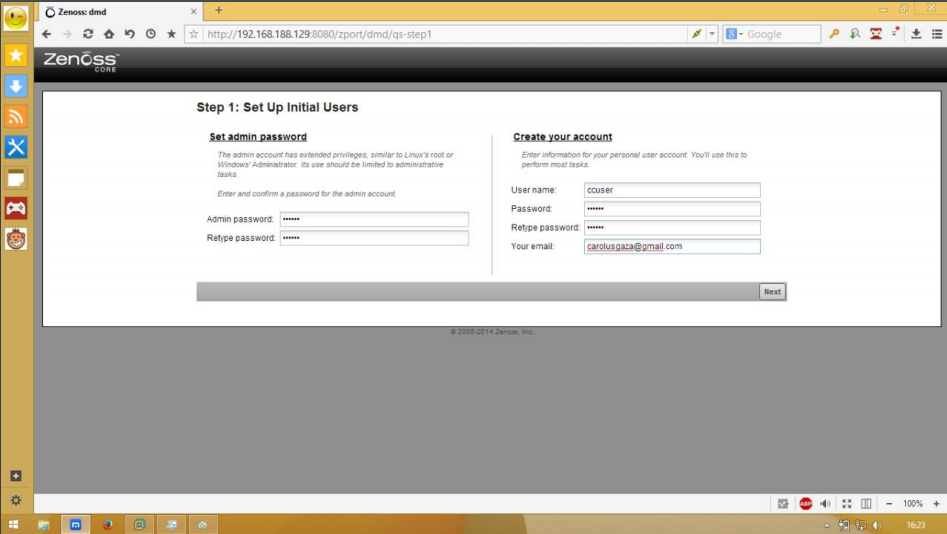 Zenoss: dmd
http://192.168.188.129:8080/zport/dmd/qs-step1
Google
Zenoss™
CORE
Step 1: Set Up Initial Users
Set admin password
The admin account has extended privileges, similar to Linux's root or
Windows' Administrator. Its use should be limited to administrative
tasks.
Enter and confirm a password for the admin account.
Admin password: ••••••
Retype password: ••••••
Create your account
Enter information for your personal user account. You'll use this to
perform most tasks.
User name: ccuser
Password: ••••••
Retype password: ••••••
Your email: carolusgaza@gmail.com
Next
© 2005-2014 Zenoss, Inc.
ABP
100%
16:23